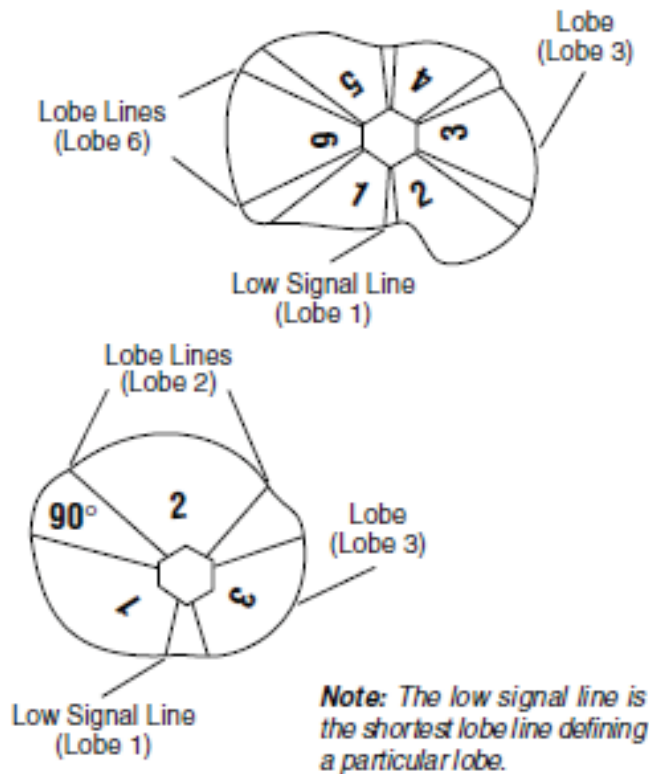 Lobe
(Lobe 3)
Lobe Lines
(Lobe 6)
5
4
6
3
1
2
Low Signal Line
(Lobe 1)
Lobe Lines
(Lobe 2)
90°
2
Lobe
(Lobe 3)
1
3
Low Signal Line
(Lobe 1)
Note: The low signal line is
the shortest lobe line defining
a particular lobe.